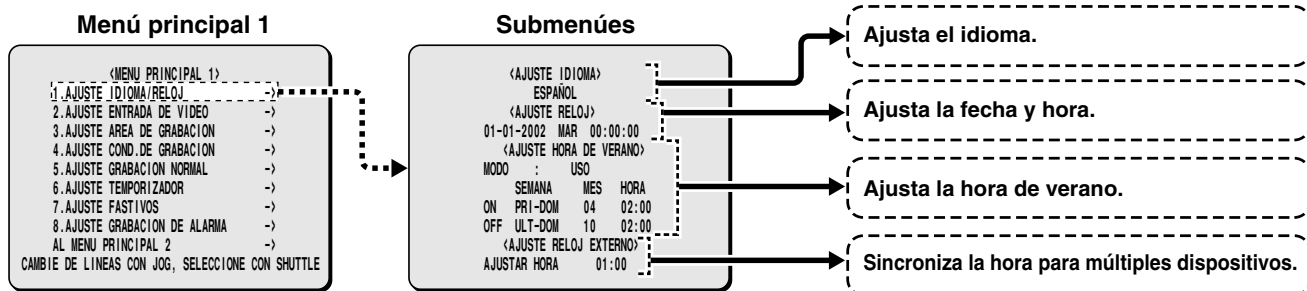 Menú principal 1
<MENU PRINCIPAL 1>
1.AJUSTE IDIOMA/RELOJ ->
2.AJUSTE ENTRADA DE VIDEO ->
3.AJUSTE AREA DE GRABACION ->
4.AJUSTE COND.DE GRABACION ->
5.AJUSTE GRABACION NORMAL ->
6.AJUSTE TEMPORIZADOR ->
7.AJUSTE FASTIVOS ->
8.AJUSTE GRABACION DE ALARMA ->
AL MENU PRINCIPAL 2 ->
CAMBIE DE LINEAS CON JOG, SELECCIONE CON SHUTTLE
Submenúes
<AJUSTE IDIOMA>
ESPAÑOL
<AJUSTE RELOJ>
01-01-2002 MAR 00:00:00
<AJUSTE HORA DE VERANO>
MODO : USO
SEMANA MES HORA
ON PRI-DOM 04 02:00
OFF ULT-DOM 10 02:00
<AJUSTE RELOJ EXTERNO>
AJUSTAR HORA 01:00
Ajusta el idioma.
Ajusta la fecha y hora.
Ajusta la hora de verano.
Sincroniza la hora para múltiples dispositivos.